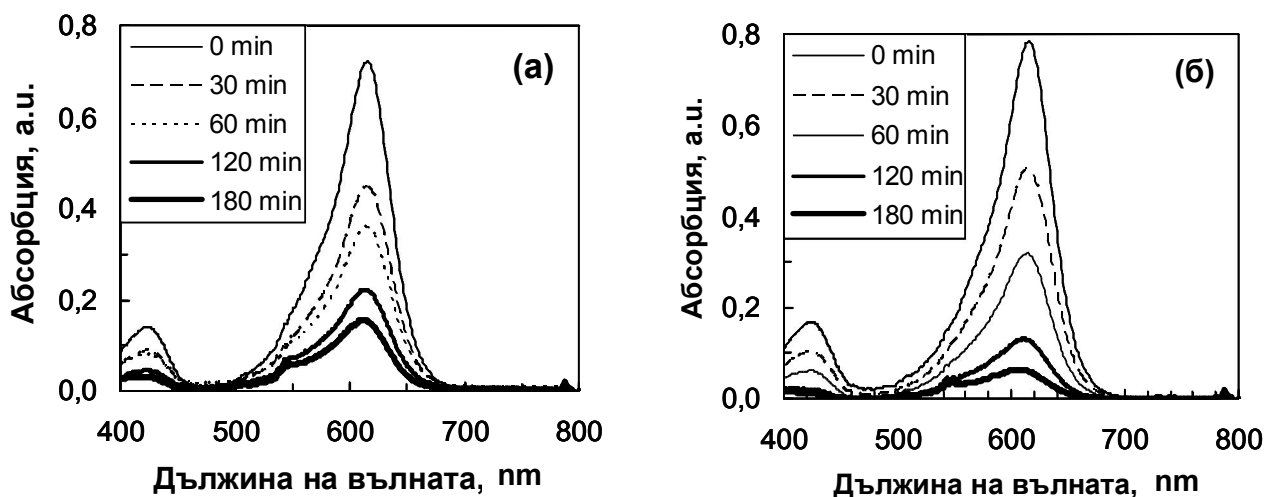 0,8
0,6
0,4
0,2
0,0
Абсорбция, a.u.
0 min
30 min
60 min
120 min
180 min
(а)
400 500 600 700 800
Дължина на вълната, nm
0,8
0,6
0,4
0,2
0,0
Абсорбция, a.u.
0 min
30 min
60 min
120 min
180 min
(б)
400 500 600 700 800
Дължина на вълната, nm